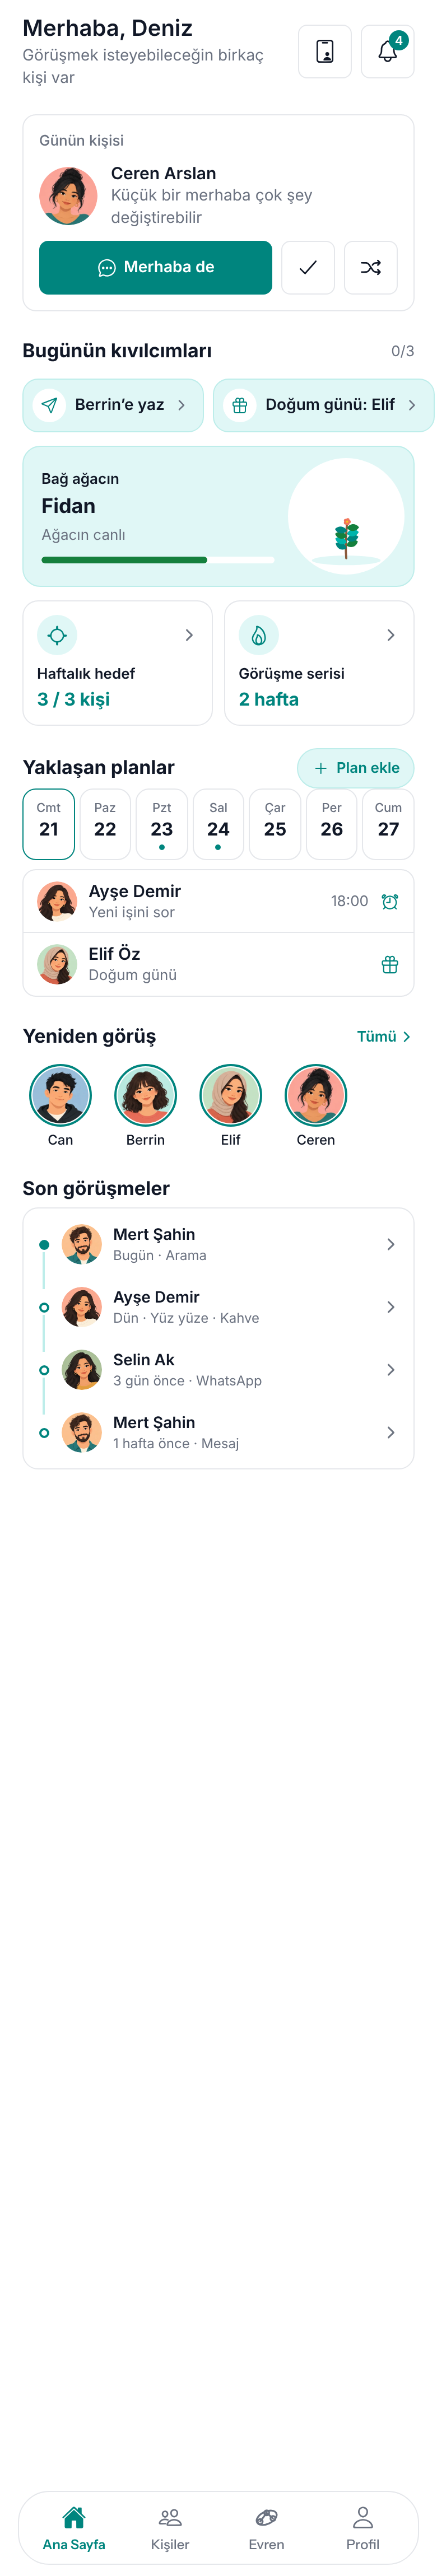 Merhaba, Deniz
Görüşmek isteyebileceğin birkaç
kişi var
4
Günün kişisi
Ceren Arslan
Küçük bir merhaba çok şey
değiştirebilir
Merhaba de
Bugünün kıvılcımları
0/3
Berrin’e yaz
Doğum günü: Elif
Bağ ağacın
Fidan
Ağacın canlı
Haftalık hedef
3 / 3 kişi
Görüşme serisi
2 hafta
Yaklaşan planlar
Plan ekle
Cmt
21
Paz
22
Pzt
23
Sal
24
Çar
25
Per
26
Cum
27
Ayşe Demir
Yeni işini sor
18:00
Elif Öz
Doğum günü
Yeniden görüş
Tümü
Can
Berrin
Elif
Ceren
Son görüşmeler
Mert Şahin
Bugün · Arama
Ayşe Demir
Dün · Yüz yüze · Kahve
Selin Ak
3 gün önce · WhatsApp
Mert Şahin
1 hafta önce · Mesaj
Ana Sayfa
Kişiler
Evren
Profil